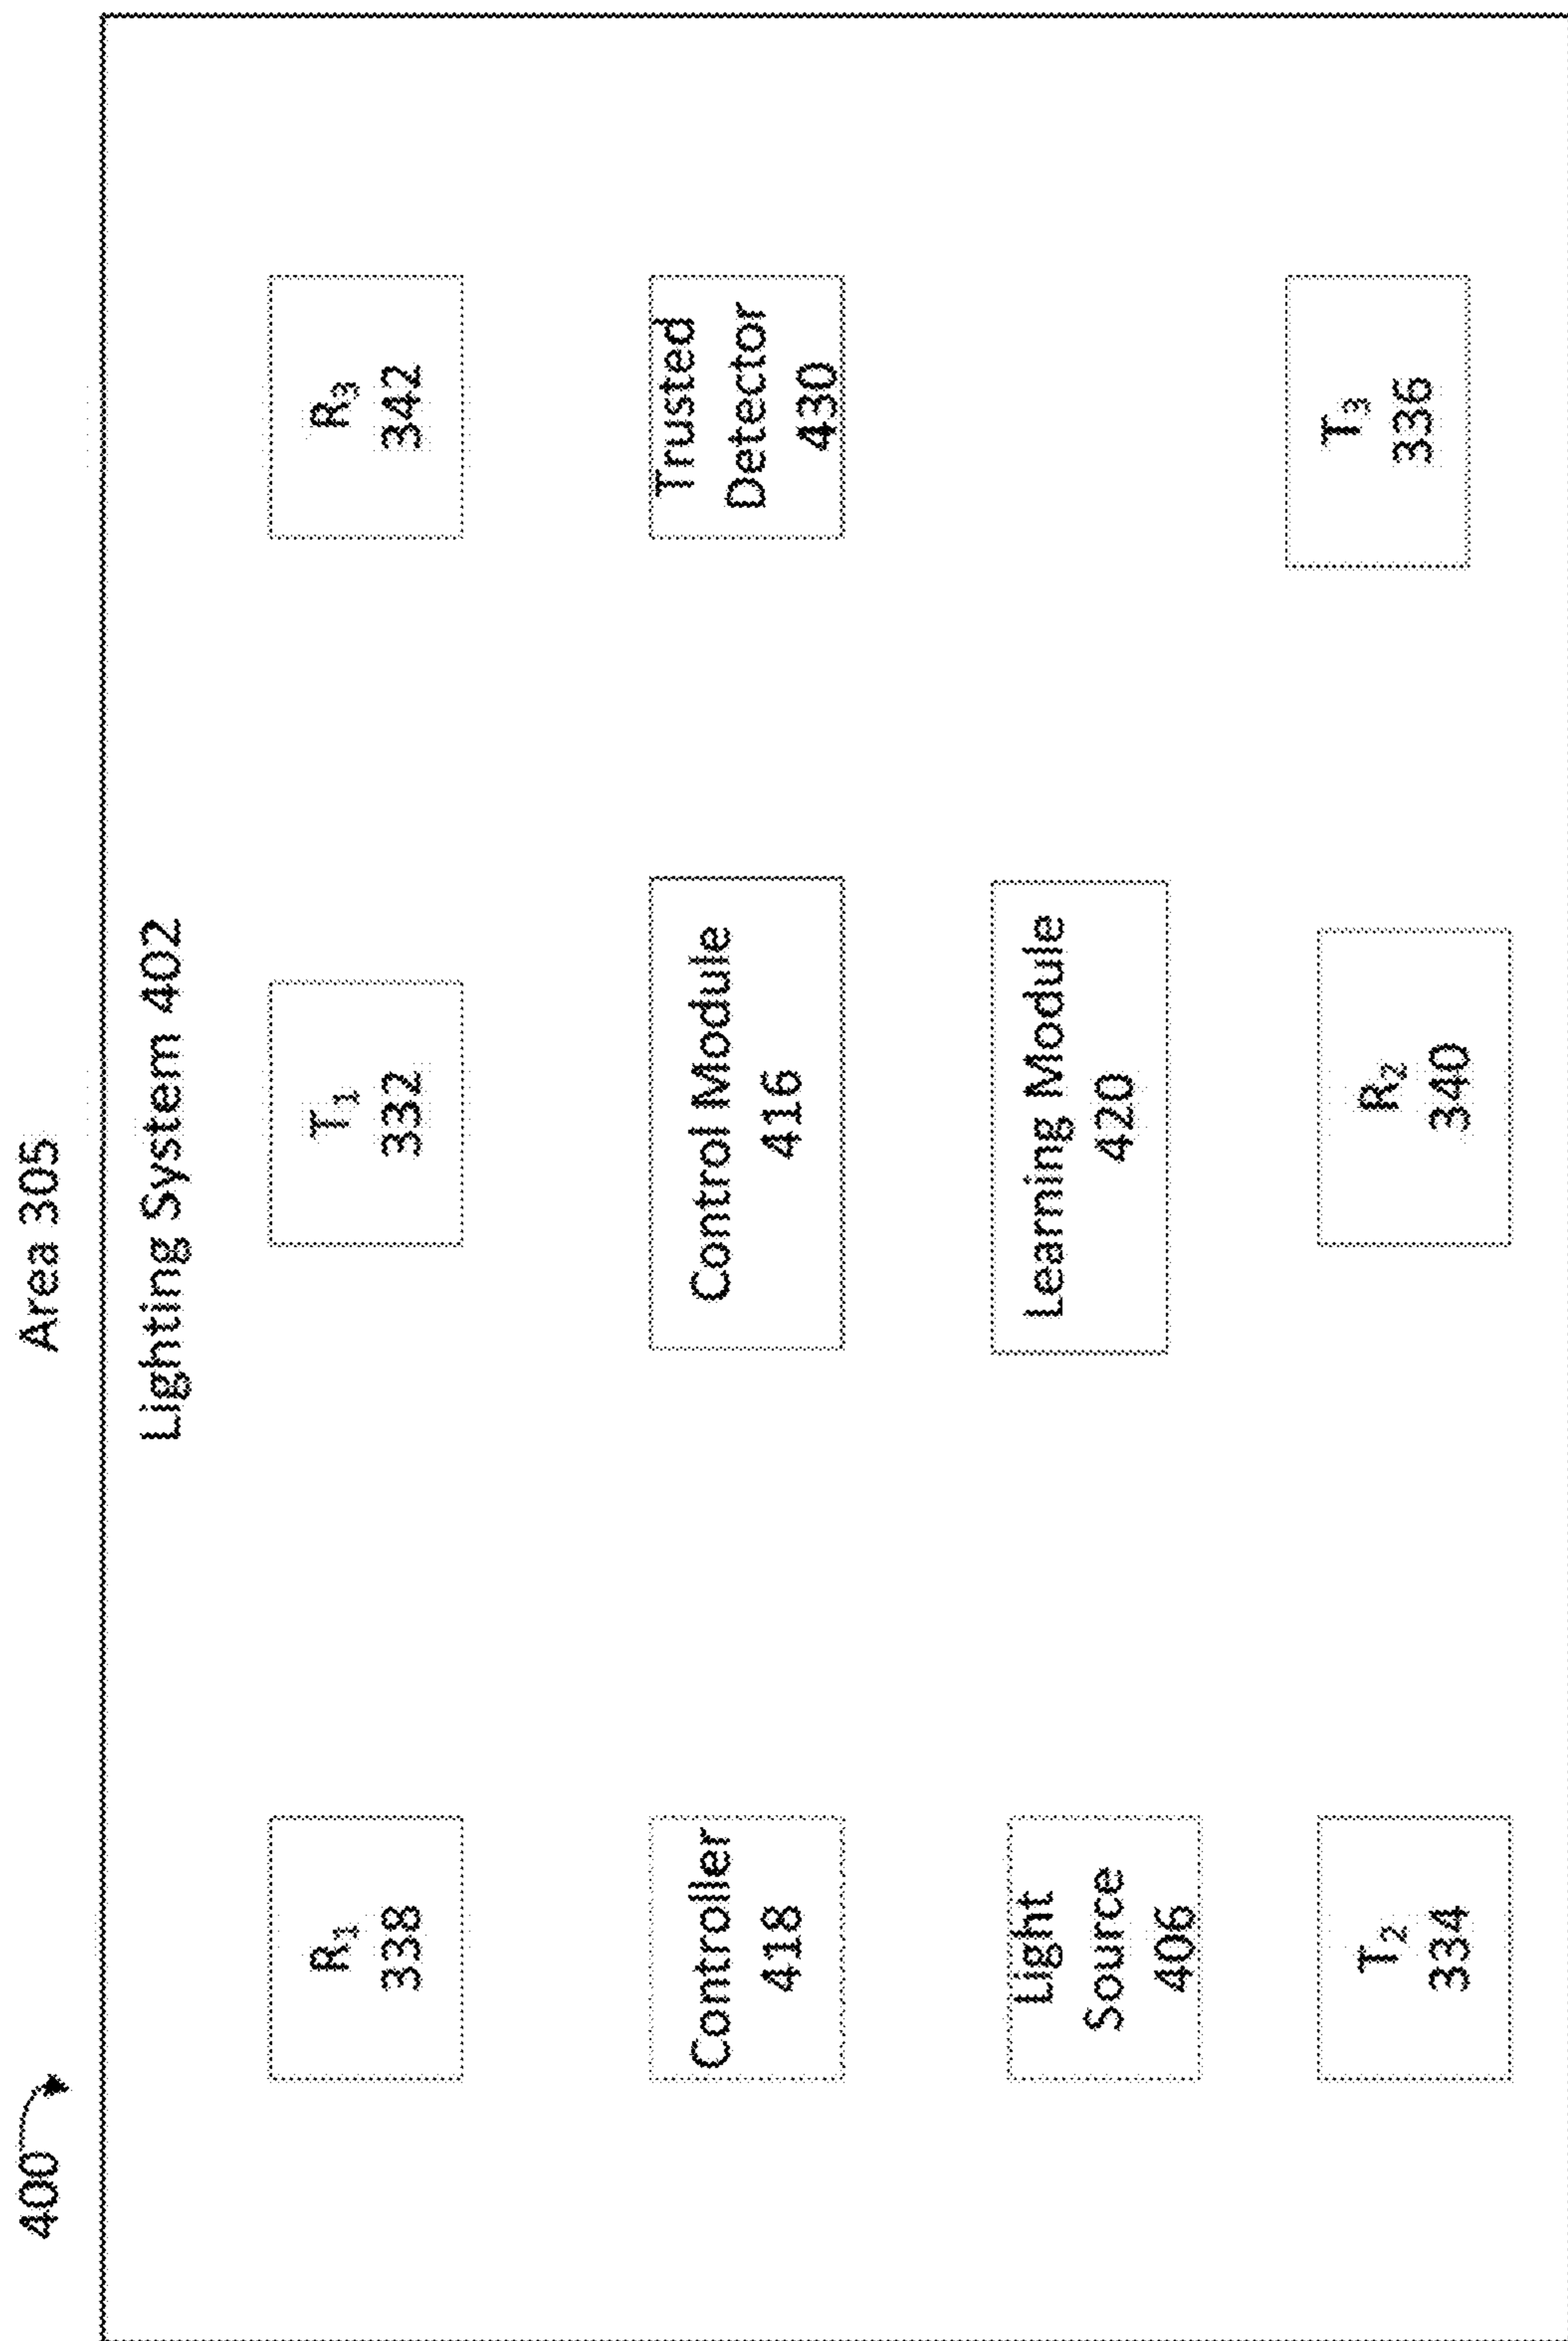 400
Area 305
Lighting System 402
R₁
338
T₁
332
R₃
342
Controller
418
Control Module
416
Trusted
Detector
430
Light
Source
406
Learning Module
420
T₂
334
R₂
340
T₃
336